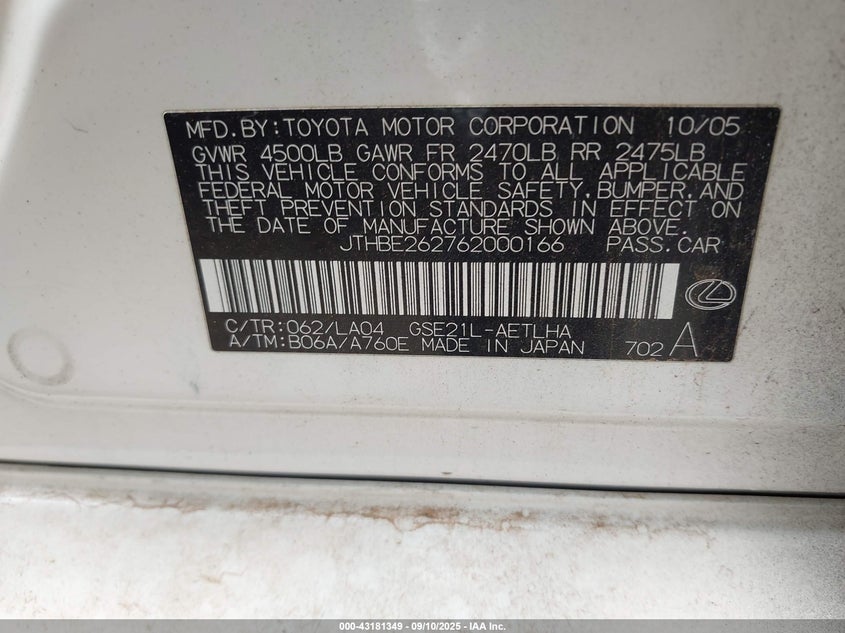 MFD.BY:TOYOTA MOTOR CORPORATION 10/05
GVWR 4500LB GAWR FR 2470LB RR 2475LB
THIS VEHICLE CONFORMS TO ALL APPLICABLE
FEDERAL MOTOR VEHICLE SAFETY,BUMPER,AND
THEFT PREVENTION STANDARDS IN EFFECT ON
THE DATE OF MANUFACTURE SHOWN ABOVE.
JTHBE262762000166 PASS.CAR
C/TR:062/LA04 GSE21L-AETLHA
A/TM:B06A/A760E MADE IN JAPAN 702 A
000-43181349 - 09/10/2025 - IAA Inc.